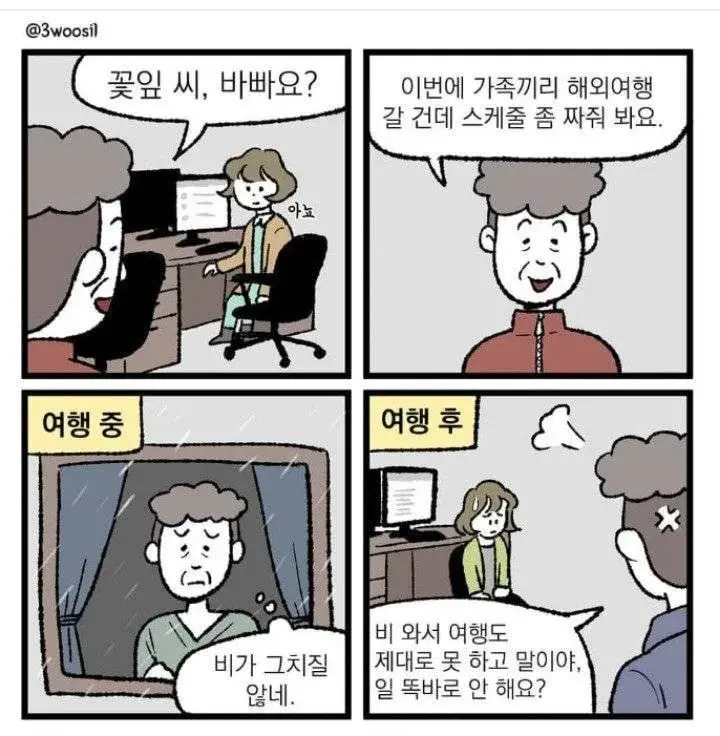 @3woosil
꽃잎 씨, 바빠요?
아뇨
이번에 가족끼리 해외여행
갈 건데 스케줄 좀 짜줘 봐요.
여행 중
비가 그치질
않네.
여행 후
비 와서 여행도
제대로 못 하고 말이야,
일 똑바로 안 해요?